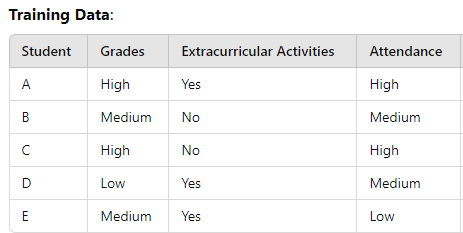 Training Data:
Student Grades Extracurricular Activities Attendance
A High Yes High
B Medium No Medium
C High No High
D Low Yes Medium
E Medium Yes Low